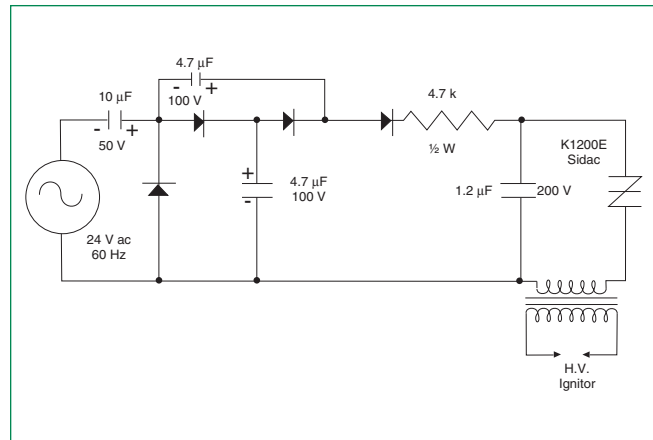 4.7 μF
-
+
100 V
10 μF
-
+
50 V
4.7 k
½ W
K1200E
Sidac
+
-
4.7 μF
100 V
1.2 μF
200 V
24 V ac
60 Hz
H.V.
Ignitor